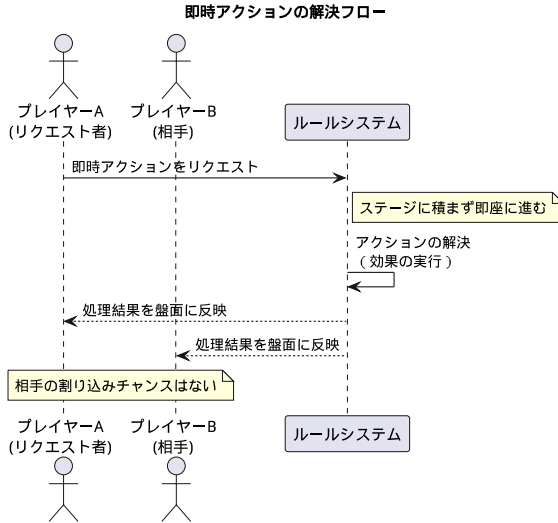 即時アクションの解決フロー
プレイヤーA
(リクエスト者)
プレイヤーB
(相手)
ルールシステム
即時アクションをリクエスト
ステージに積まず即座に進む
アクションの解決
（効果の実行）
処理結果を盤面に反映
処理結果を盤面に反映
相手の割り込みチャンスはない
プレイヤーA
(リクエスト者)
プレイヤーB
(相手)
ルールシステム